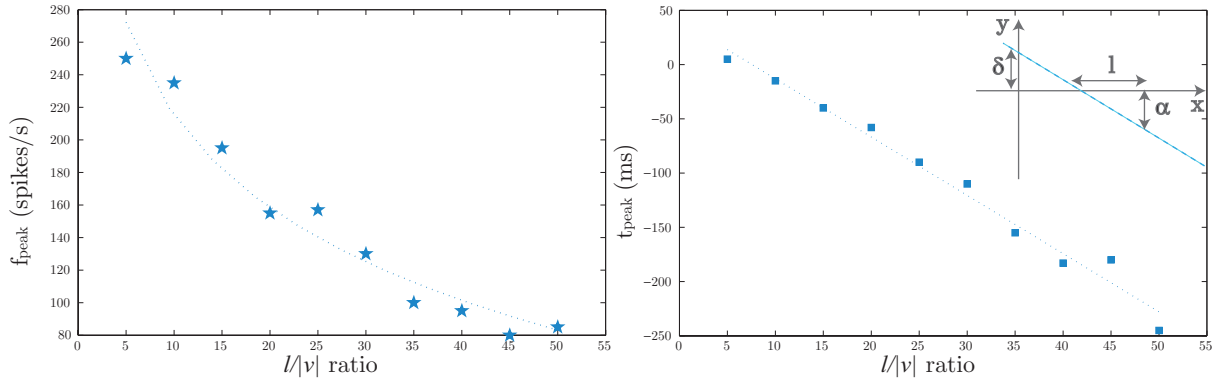 280
260
240
220
200
180
160
140
120
100
80
0 5 10 15 20 25 30 35 40 45 50 55
f_peak (spikes/s)
l/|v| ratio
50
0
−50
−100
−150
−200
−250
0 5 10 15 20 25 30 35 40 45 50 55
t_peak (ms)
l/|v| ratio
y
δ
l
x
α